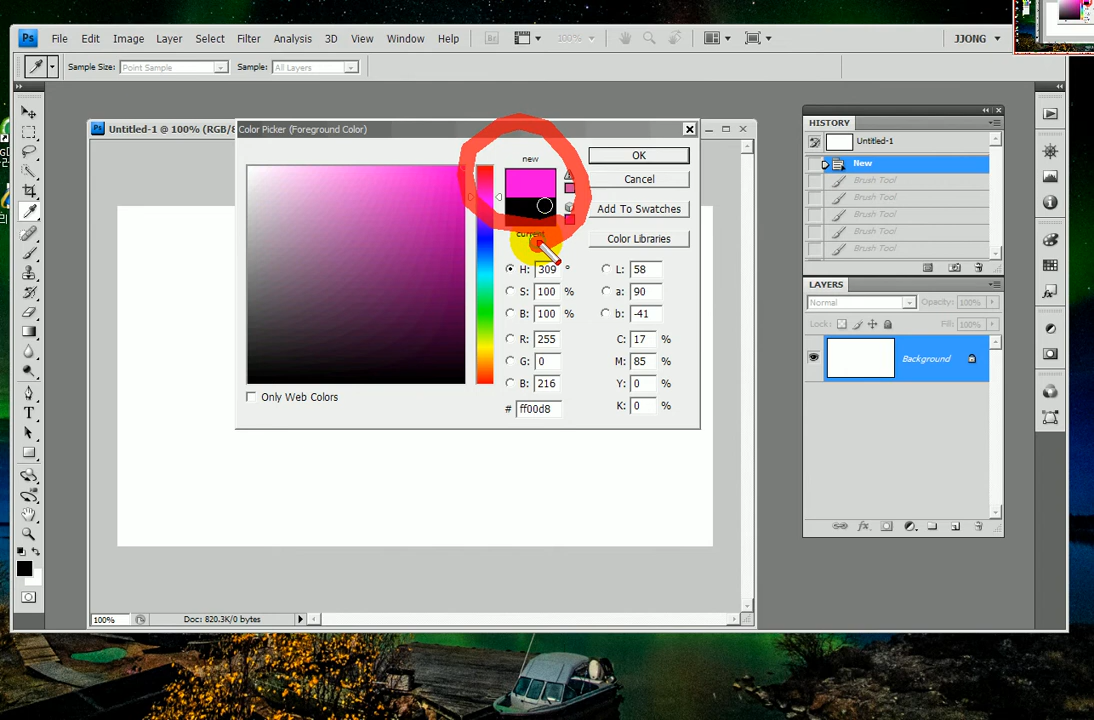 Ps File Edit Image Layer Select Filter Analysis 3D View Window Help Br 100% JJONG
Sample Size: Point Sample Sample: All Layers
Ps Untitled-1 @ 100% (RGB/8
Color Picker (Foreground Color)
new
current
OK
Cancel
Add To Swatches
Color Libraries
H: 309 ° L: 58
S: 100 % a: 90
B: 100 % b: -41
R: 255 C: 17 %
G: 0 M: 85 %
B: 216 Y: 0 %
# ff00d8 K: 0 %
Only Web Colors
HISTORY
Untitled-1
New
Brush Tool
Brush Tool
Brush Tool
Brush Tool
LAYERS
Normal Opacity: 100%
Lock: Fill: 100%
Background
100% Doc: 820.3K/0 bytes